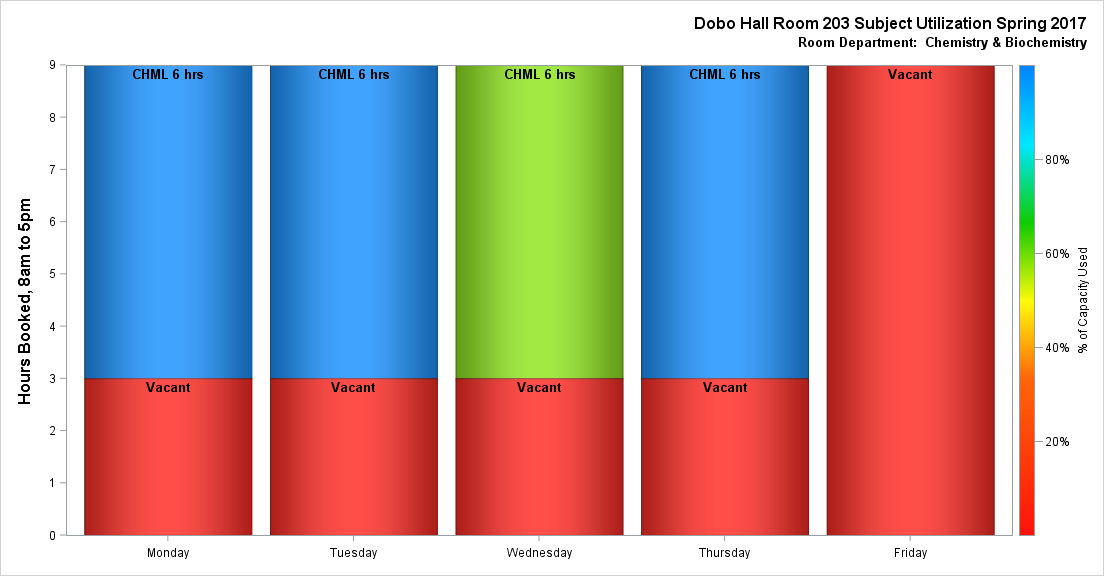 Dobo Hall Room 203 Subject Utilization Spring 2017
Room Department: Chemistry & Biochemistry
Hours Booked, 8am to 5pm
9
8
7
6
5
4
3
2
1
0
CHML 6 hrs
CHML 6 hrs
CHML 6 hrs
CHML 6 hrs
Vacant
Vacant
Vacant
Vacant
Vacant
Monday
Tuesday
Wednesday
Thursday
Friday
80%
60%
40%
20%
% of Capacity Used